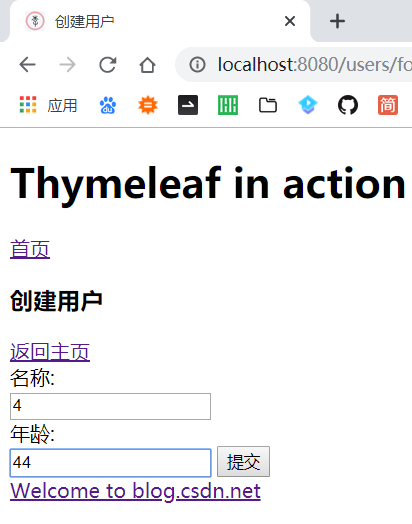 创建用户
localhost:8080/users/fo
应用
简
Thymeleaf in action
首页
创建用户
返回主页
名称:
4
年龄:
44 提交
Welcome to blog.csdn.net